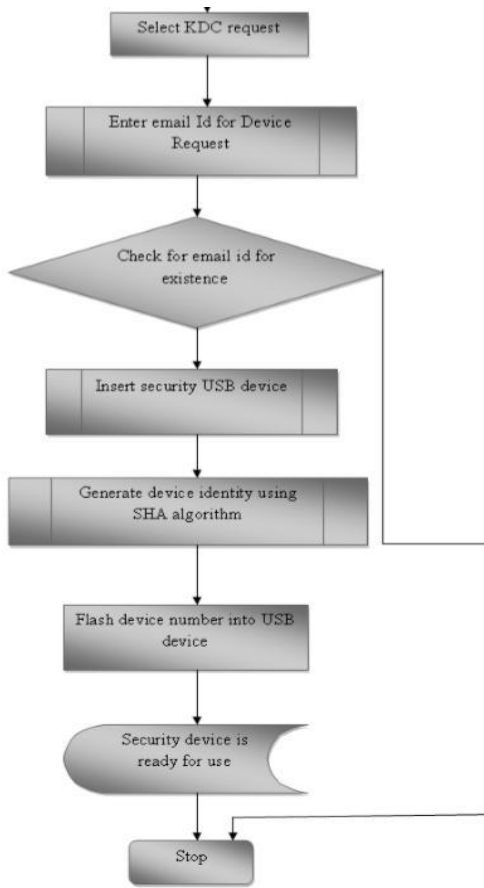 Select KDC request
Enter email Id for Device
Request
Check for email id for
existence
Insert security USB device
Generate device identity using
SHA algorithm
Flash device number into USB
device
Security device is
ready for use
Stop